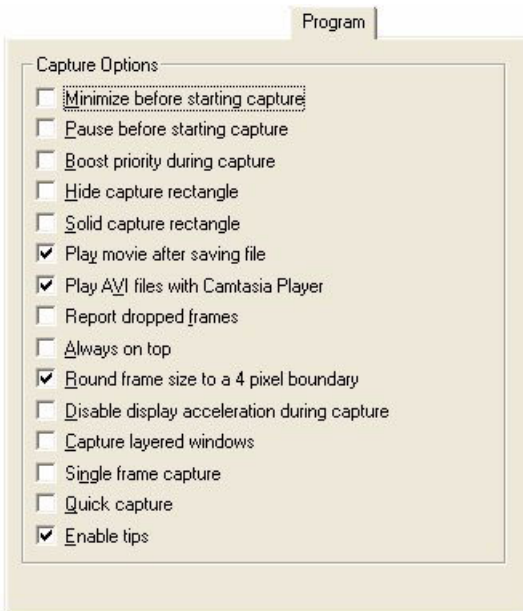 Program
Capture Options
Minimize before starting capture
Pause before starting capture
Boost priority during capture
Hide capture rectangle
Solid capture rectangle
Play movie after saving file
Play AVI files with Camtasia Player
Report dropped frames
Always on top
Round frame size to a 4 pixel boundary
Disable display acceleration during capture
Capture layered windows
Single frame capture
Quick capture
Enable tips